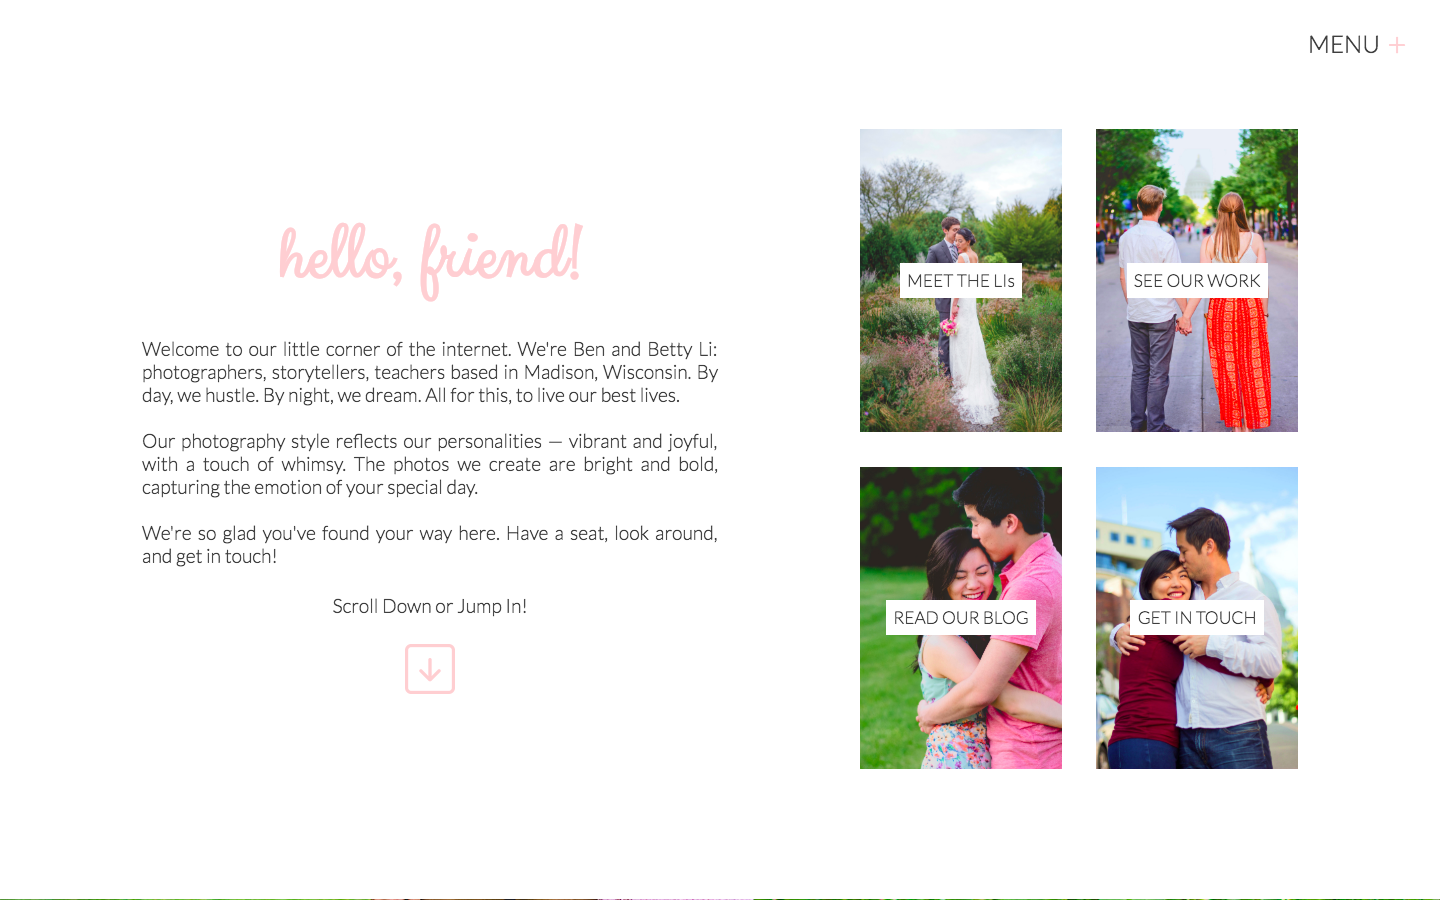 MENU +
hello, friend!
Welcome to our little corner of the internet. We're Ben and Betty Li:
photographers, storytellers, teachers based in Madison, Wisconsin. By
day, we hustle. By night, we dream. All for this, to live our best lives.
Our photography style reflects our personalities — vibrant and joyful,
with a touch of whimsy. The photos we create are bright and bold,
capturing the emotion of your special day.
We're so glad you've found your way here. Have a seat, look around,
and get in touch!
Scroll Down or Jump In!
MEET THE LIs
SEE OUR WORK
READ OUR BLOG
GET IN TOUCH